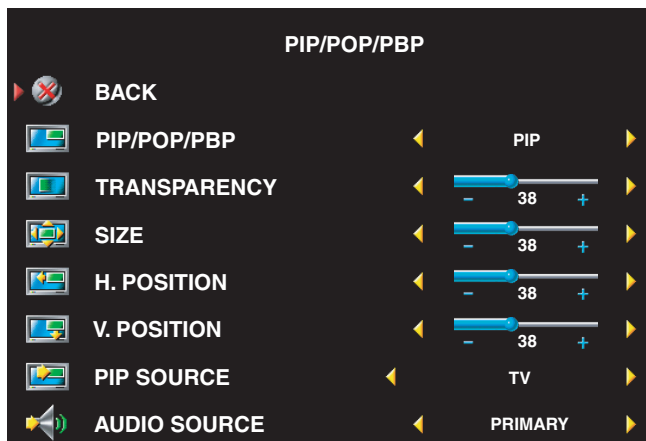 PIP/POP/PBP
BACK
PIP/POP/PBP PIP
TRANSPARENCY
- 38 +
SIZE
- 38 +
H. POSITION
- 38 +
V. POSITION
- 38 +
PIP SOURCE TV
AUDIO SOURCE PRIMARY